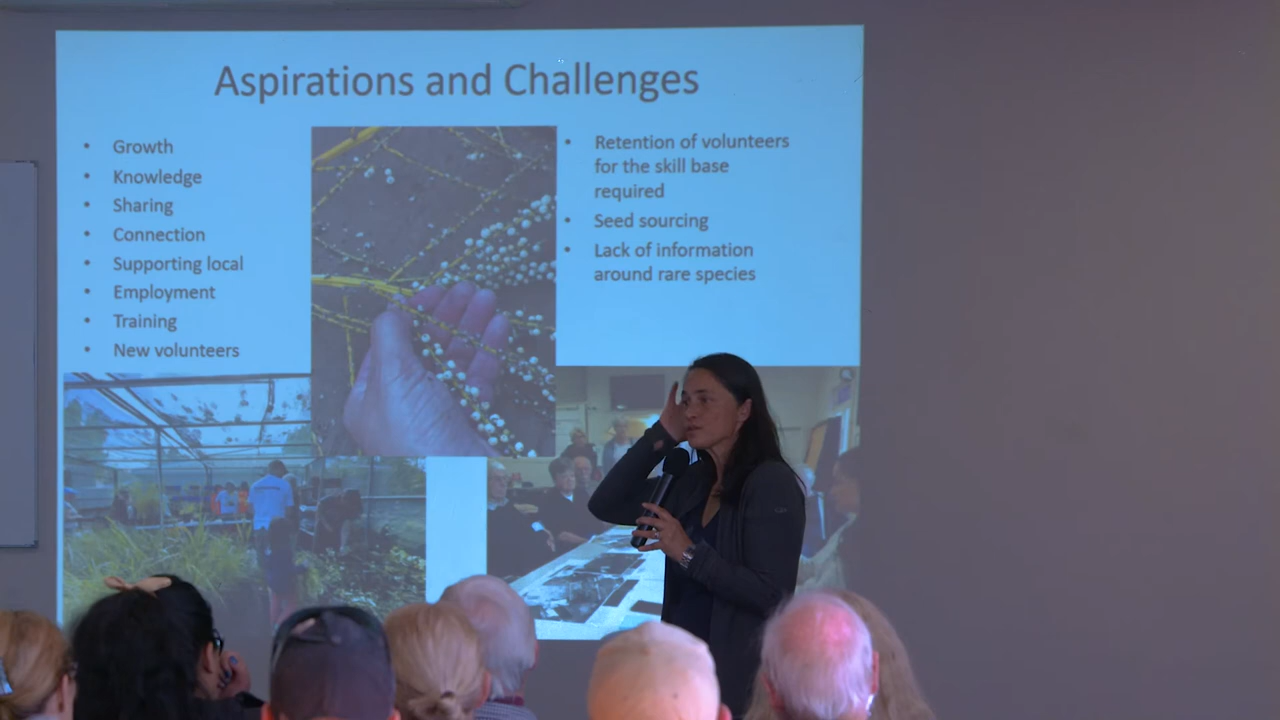 Aspirations and Challenges
• Growth
• Knowledge
• Sharing
• Connection
• Supporting local
• Employment
• Training
• New volunteers
• Retention of volunteers
for the skill base
required
• Seed sourcing
• Lack of information
around rare species